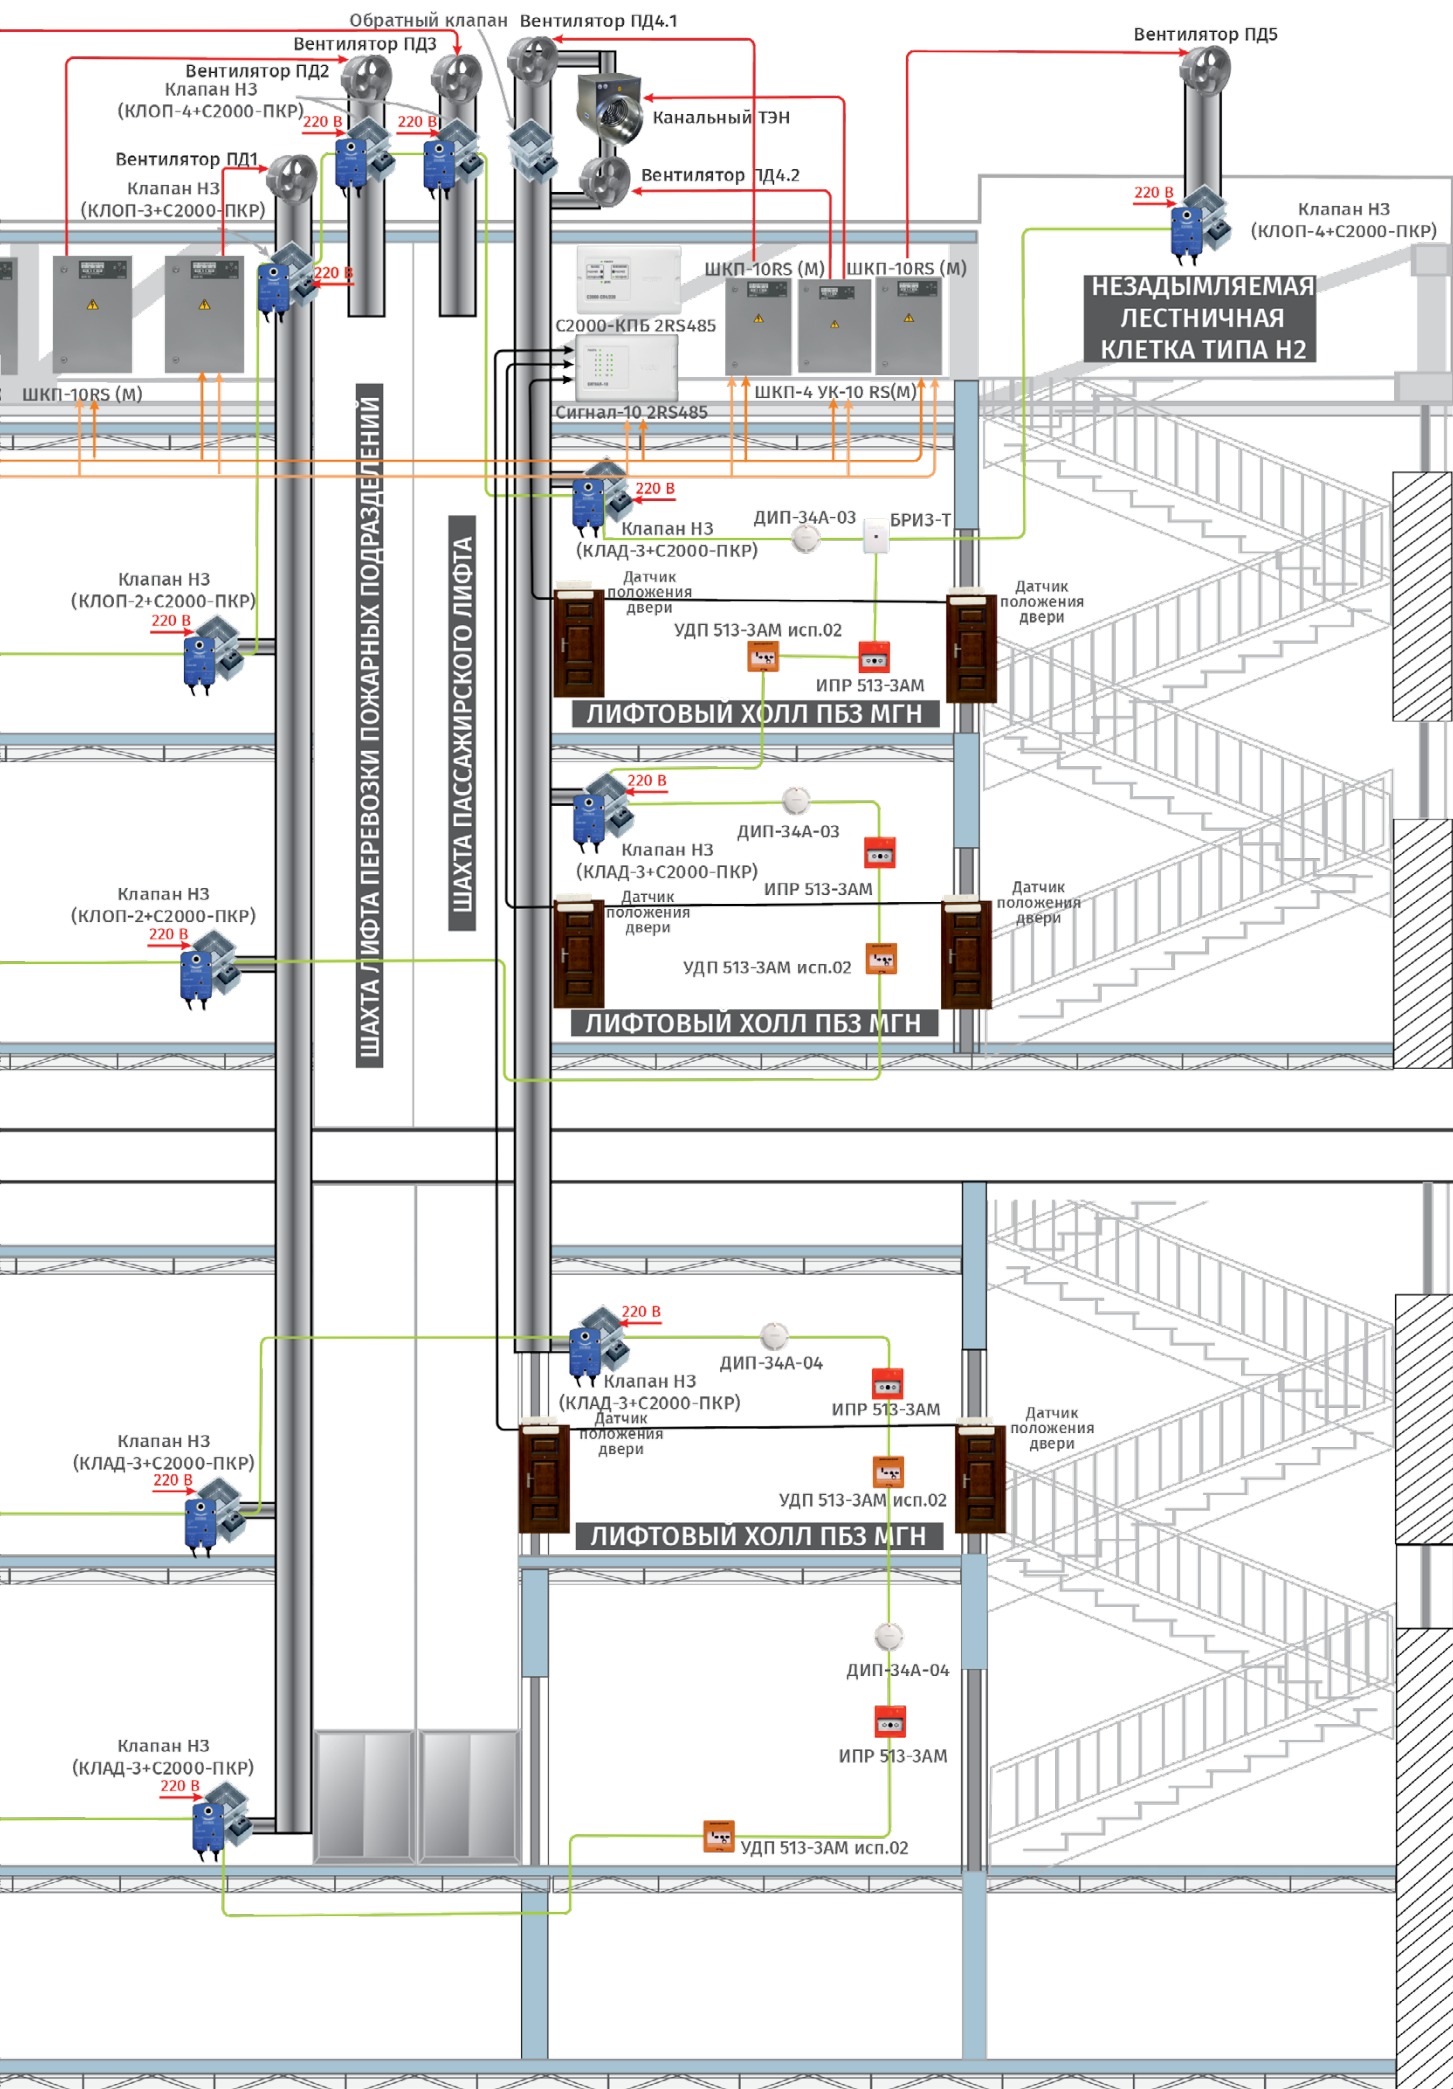 Обратный клапан
Вентилятор ПД4.1
Вентилятор ПД5
Вентилятор ПД3
Вентилятор ПД2
Клапан НЗ
(КЛОП-4+С2000-ПКР)
220 В
220 В
Канальный ТЭН
Вентилятор ПД1
Вентилятор ПД4.2
Клапан НЗ
(КЛОП-3+С2000-ПКР)
220 В
220 В
Клапан НЗ
(КЛОП-4+С2000-ПКР)
ШКП-10RS (М)
ШКП-10RS (М)
НЕЗАДЫМЛЯЕМАЯ
ЛЕСТНИЧНАЯ
КЛЕТКА ТИПА Н2
С2000-КПБ 2RS485
ШКП-10RS (М)
ШКП-4 УК-10 RS(М)
Сигнал-10 2RS485
ШАХТА ЛИФТА ПЕРЕВОЗКИ ПОЖАРНЫХ ПОДРАЗДЕЛЕНИЙ
ШАХТА ПАССАЖИРСКОГО ЛИФТА
220 В
Клапан НЗ
(КЛАД-3+С2000-ПКР)
ДИП-34А-03
БРИЗ-Т
Датчик
положения
двери
Датчик
положения
двери
Клапан НЗ
(КЛОП-2+С2000-ПКР)
220 В
УДП 513-3АМ исп.02
ИПР 513-3АМ
ЛИФТОВЫЙ ХОЛЛ ПБЗ МГН
220 В
ДИП-34А-03
Клапан НЗ
(КЛАД-3+С2000-ПКР)
ИПР 513-3АМ
Датчик
положения
двери
Датчик
положения
двери
Клапан НЗ
(КЛОП-2+С2000-ПКР)
220 В
УДП 513-3АМ исп.02
ЛИФТОВЫЙ ХОЛЛ ПБЗ МГН
220 В
ДИП-34А-04
Клапан НЗ
(КЛАД-3+С2000-ПКР)
ИПР 513-3АМ
Датчик
положения
двери
Датчик
положения
двери
Клапан НЗ
(КЛАД-3+С2000-ПКР)
220 В
УДП 513-3АМ исп.02
ЛИФТОВЫЙ ХОЛЛ ПБЗ МГН
ДИП-34А-04
ИПР 513-3АМ
Клапан НЗ
(КЛАД-3+С2000-ПКР)
220 В
УДП 513-3АМ исп.02